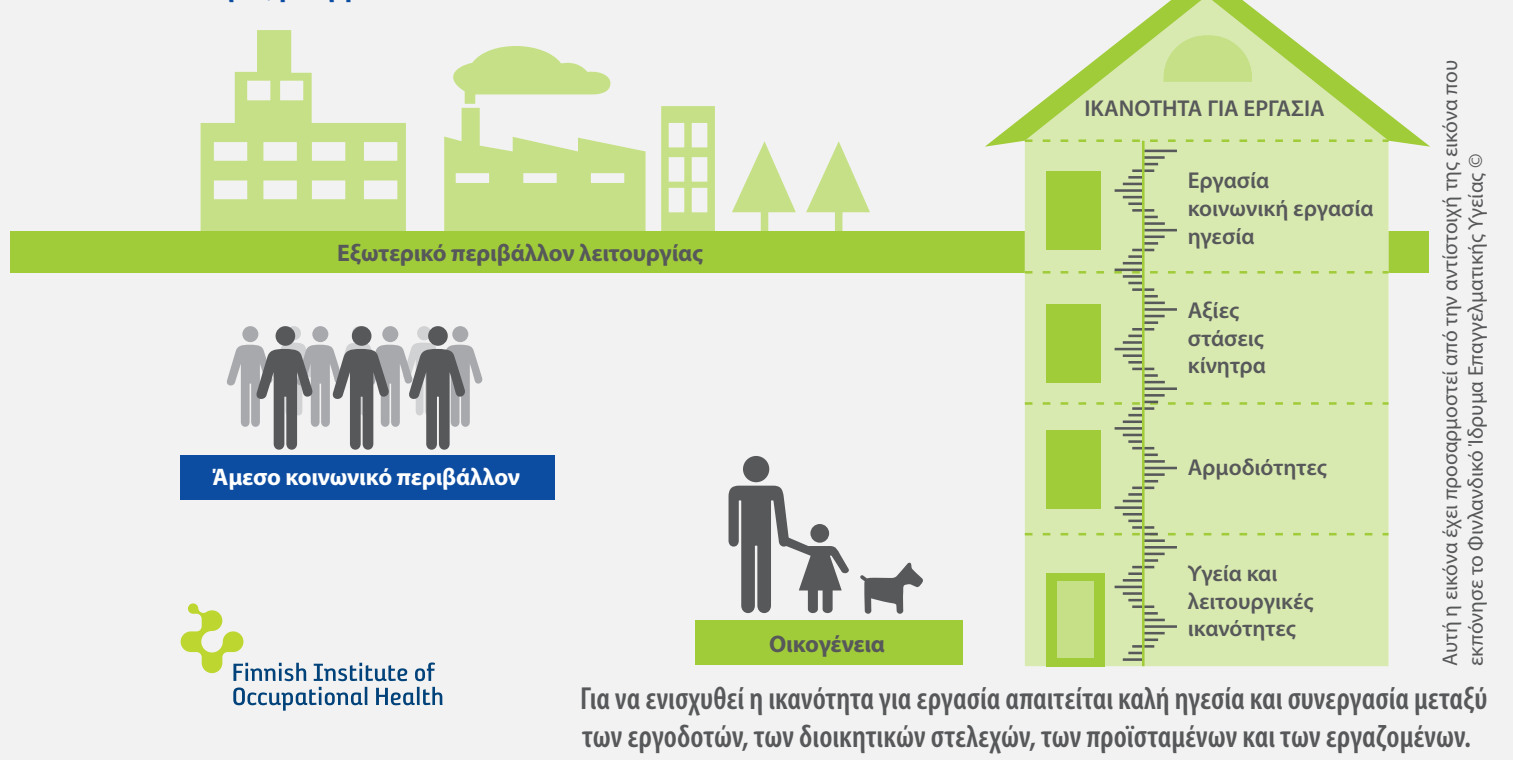 ΙΚΑΝΟΤΗΤΑ ΓΙΑ ΕΡΓΑΣΙΑ
Εργασία
κοινωνική εργασία
ηγεσία
Εξωτερικό περιβάλλον λειτουργίας
Αξίες
στάσεις
κίνητρα
Άμεσο κοινωνικό περιβάλλον
Αρμοδιότητες
Υγεία και
λειτουργικές
ικανότητες
Οικογένεια
Finnish Institute of
Occupational Health
Για να ενισχυθεί η ικανότητα για εργασία απαιτείται καλή ηγεσία και συνεργασία μεταξύ
των εργοδοτών, των διοικητικών στελεχών, των προϊσταμένων και των εργαζομένων.
Αυτή η εικόνα έχει προσαρμοστεί από την αντίστοιχή της εικόνα που
εκπόνησε το Φινλανδικό Ίδρυμα Επαγγελματικής Υγείας ©